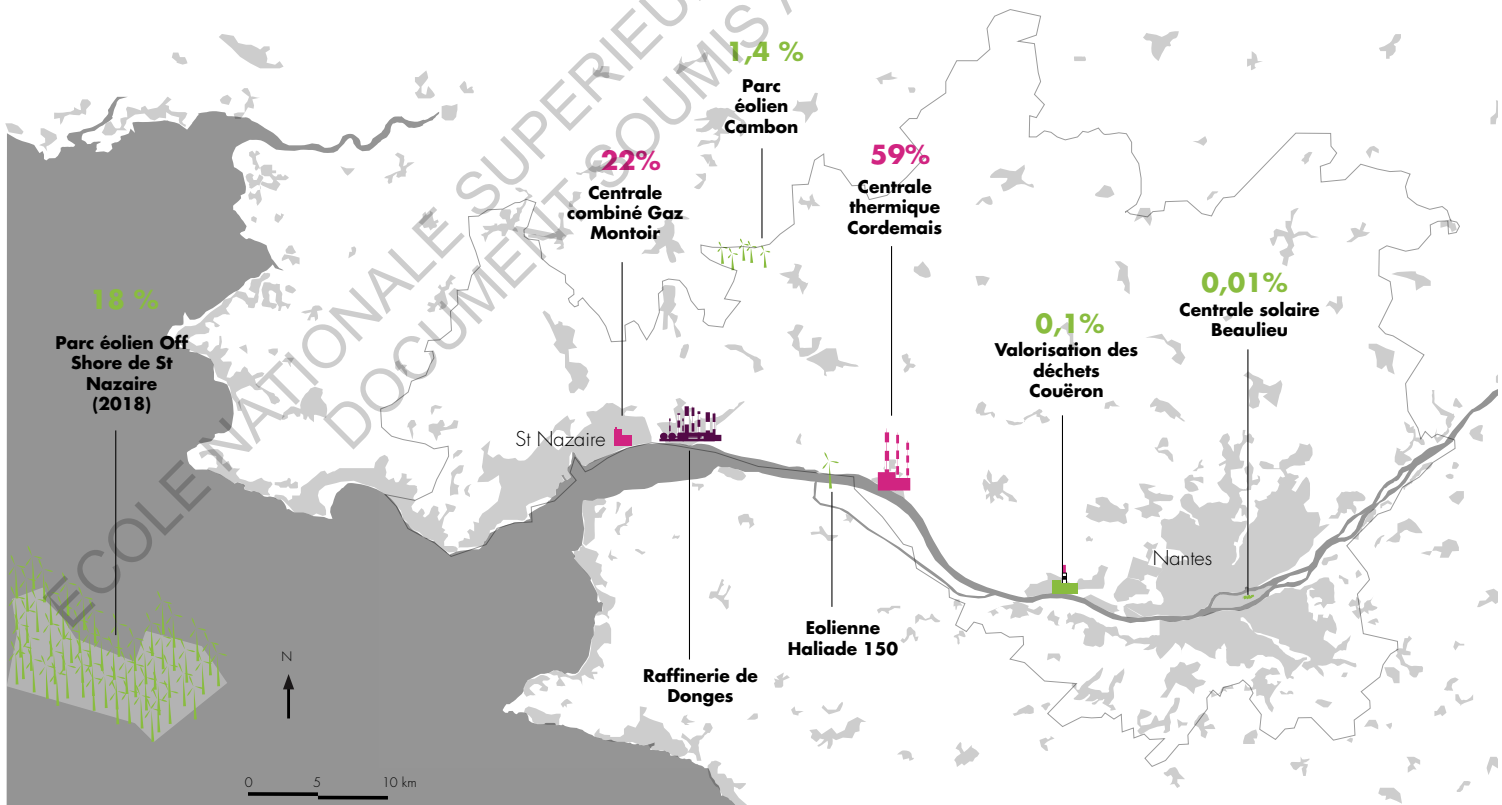 ECOLE NATIONALE SUPERIEU
DOCUMENT SOUMIS A
1,4 %
Parc
éolien
Cambon
22%
Centrale
combiné Gaz
Montoir
59%
Centrale
thermique
Cordemais
18 %
Parc éolien Off
Shore de St
Nazaire
(2018)
0,1%
Valorisation des
déchets
Couëron
0,01%
Centrale solaire
Beaulieu
St Nazaire
Nantes
Eolienne
Haliade 150
Raffinerie de
Donges
N
0 5 10 km